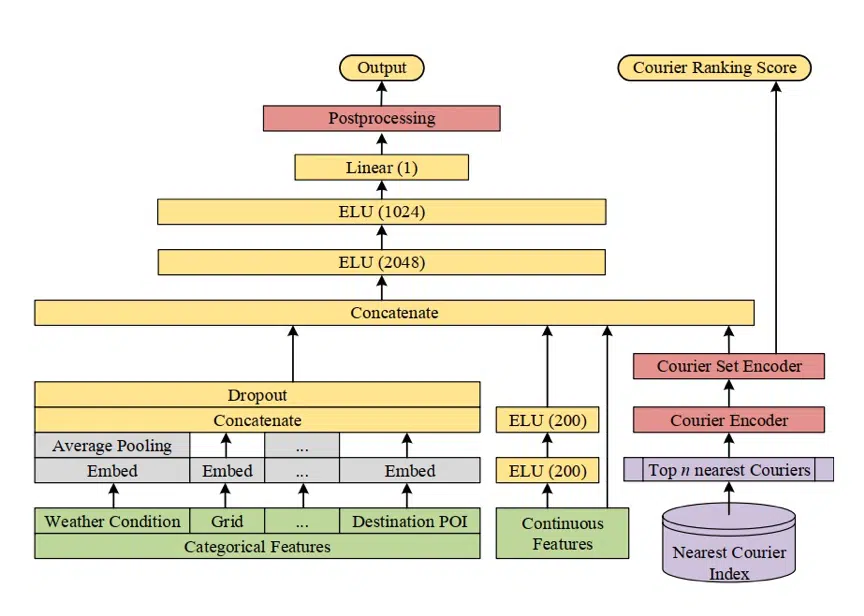 Output
Courier Ranking Score
Postprocessing
Linear (1)
ELU (1024)
ELU (2048)
Concatenate
Courier Set Encoder
Dropout
Concatenate
ELU (200)
Courier Encoder
Average Pooling
...
Embed
Embed
...
Embed
ELU (200)
Top n nearest Couriers
Weather Condition
Grid
...
Destination POI
Categorical Features
Continuous
Features
Nearest Courier
Index